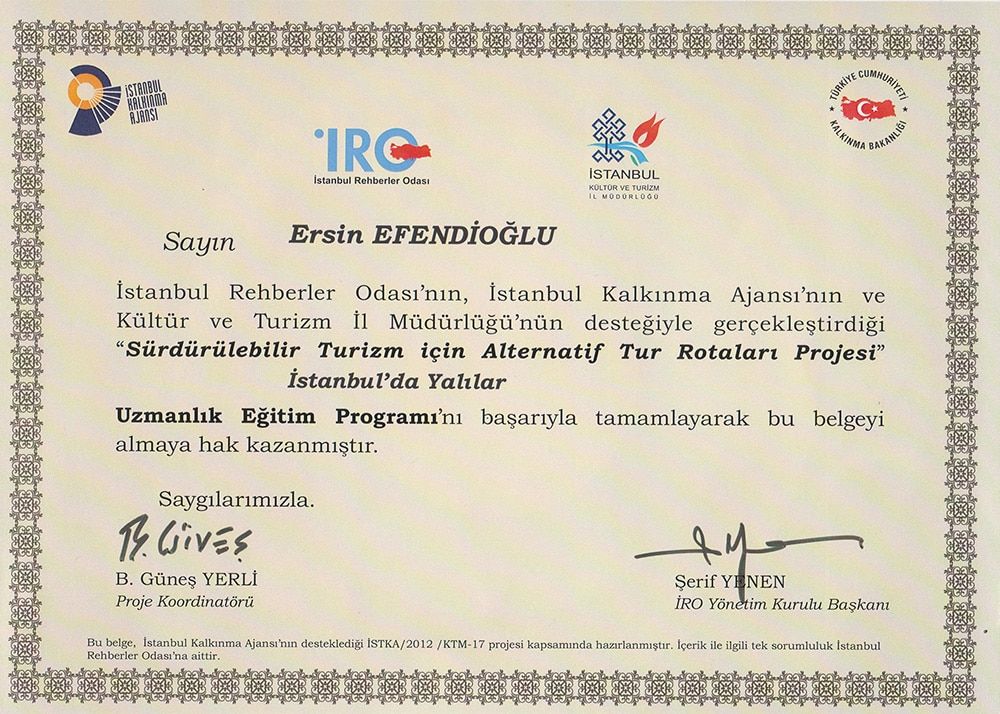 İSTANBUL
KALKINMA
AJANSI
TÜRKİYE CUMHURİYETİ
KALKINMA BAKANLIĞI
İRO
İstanbul Rehberler Odası
İSTANBUL
KÜLTÜR VE TURİZM
İL MÜDÜRLÜĞÜ
Sayın Ersin EFENDİOĞLU
İstanbul Rehberler Odası’nın, İstanbul Kalkınma Ajansı’nın ve
Kültür ve Turizm İl Müdürlüğü’nün desteğiyle gerçekleştirdiği
“Sürdürülebilir Turizm için Alternatif Tur Rotaları Projesi”
İstanbul’da Yalılar
Uzmanlık Eğitim Programı’nı başarıyla tamamlayarak bu belgeyi
almaya hak kazanmıştır.
Saygılarımızla.
B. Güneş
B. Güneş YERLİ
Proje Koordinatörü
Şerif YENEN
İRO Yönetim Kurulu Başkanı
Bu belge, İstanbul Kalkınma Ajansı’nın desteklediği İSTKA/2012 /KTM-17 projesi kapsamında hazırlanmıştır. İçerik ile ilgili tek sorumluluk İstanbul
Rehberler Odası’na aittir.